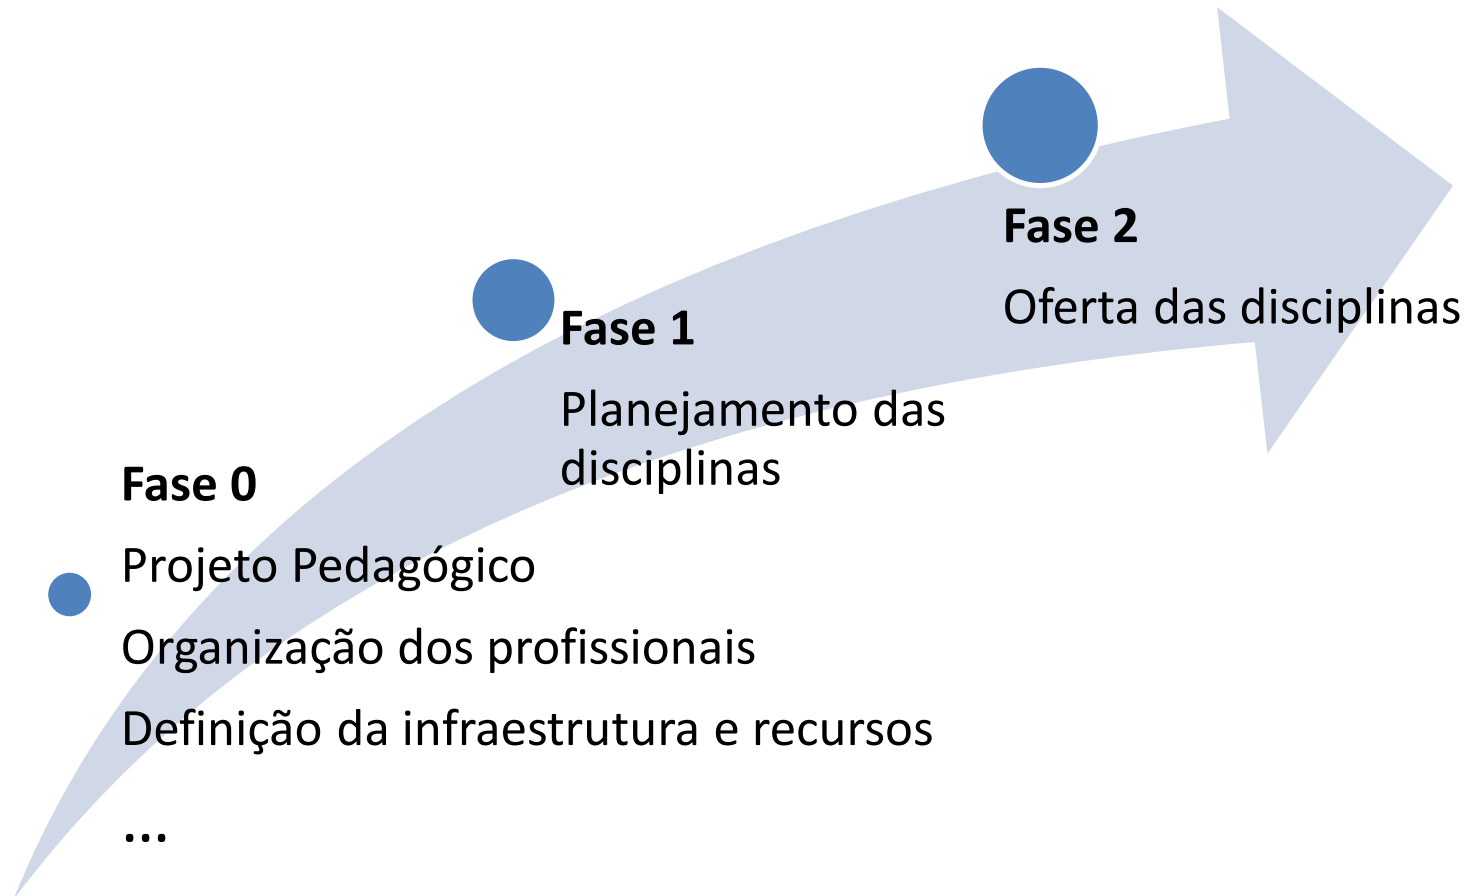 Fase 0
Projeto Pedagógico
Organização dos profissionais
Definição da infraestrutura e recursos
...
Fase 1
Planejamento das
disciplinas
Fase 2
Oferta das disciplinas